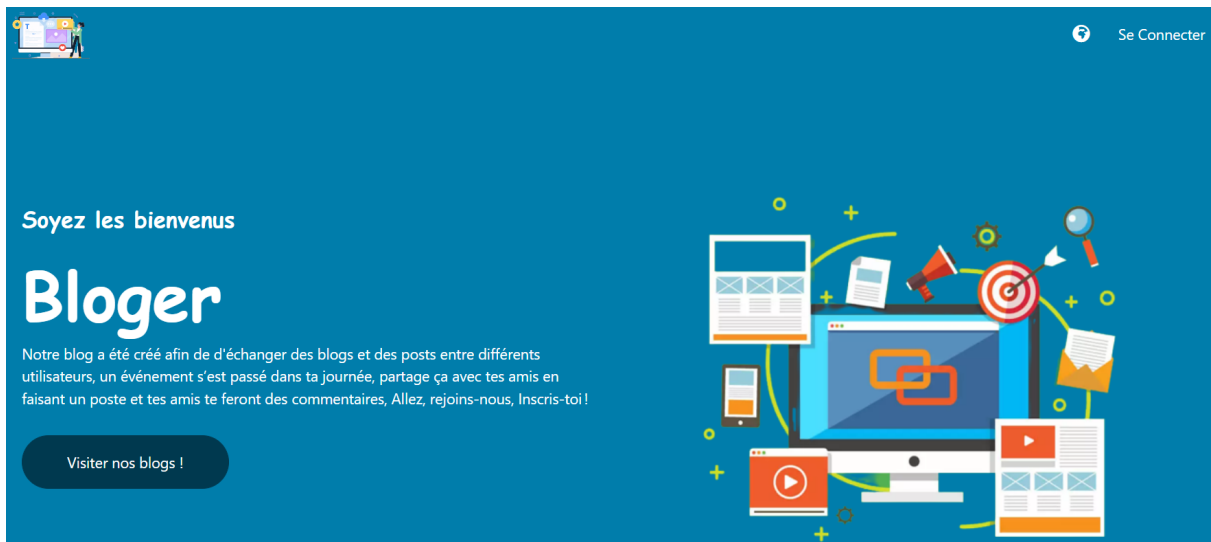 Se Connecter
Soyez les bienvenus
Bloger
Notre blog a été créé afin de d'échanger des blogs et des posts entre différents
utilisateurs, un événement s'est passé dans ta journée, partage ça avec tes amis en
faisant un poste et tes amis te feront des commentaires, Allez, rejoins-nous, Inscris-toi !
Visiter nos blogs !